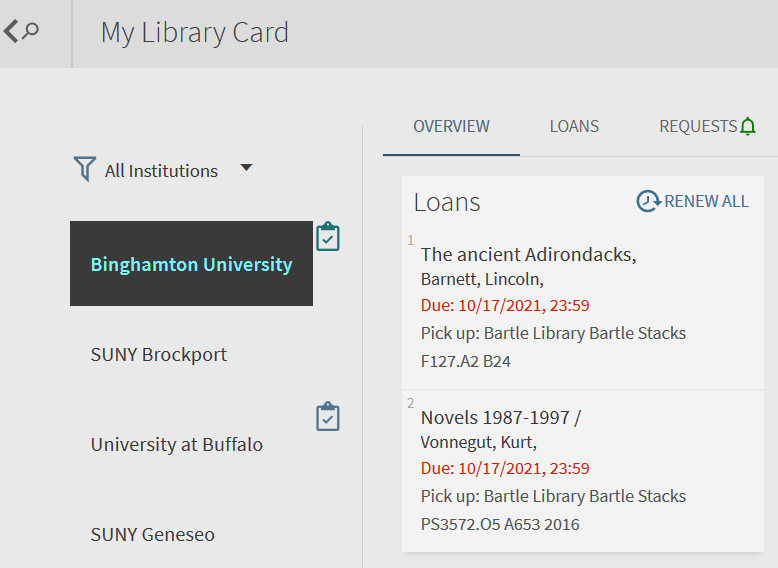 My Library Card
All Institutions
Binghamton University
SUNY Brockport
University at Buffalo
SUNY Geneseo
OVERVIEW
LOANS
REQUESTS
Loans
RENEW ALL
1
The ancient Adirondacks,
Barnett, Lincoln,
Due: 10/17/2021, 23:59
Pick up: Bartle Library Bartle Stacks
F127.A2 B24
2
Novels 1987-1997 /
Vonnegut, Kurt,
Due: 10/17/2021, 23:59
Pick up: Bartle Library Bartle Stacks
PS3572.O5 A653 2016